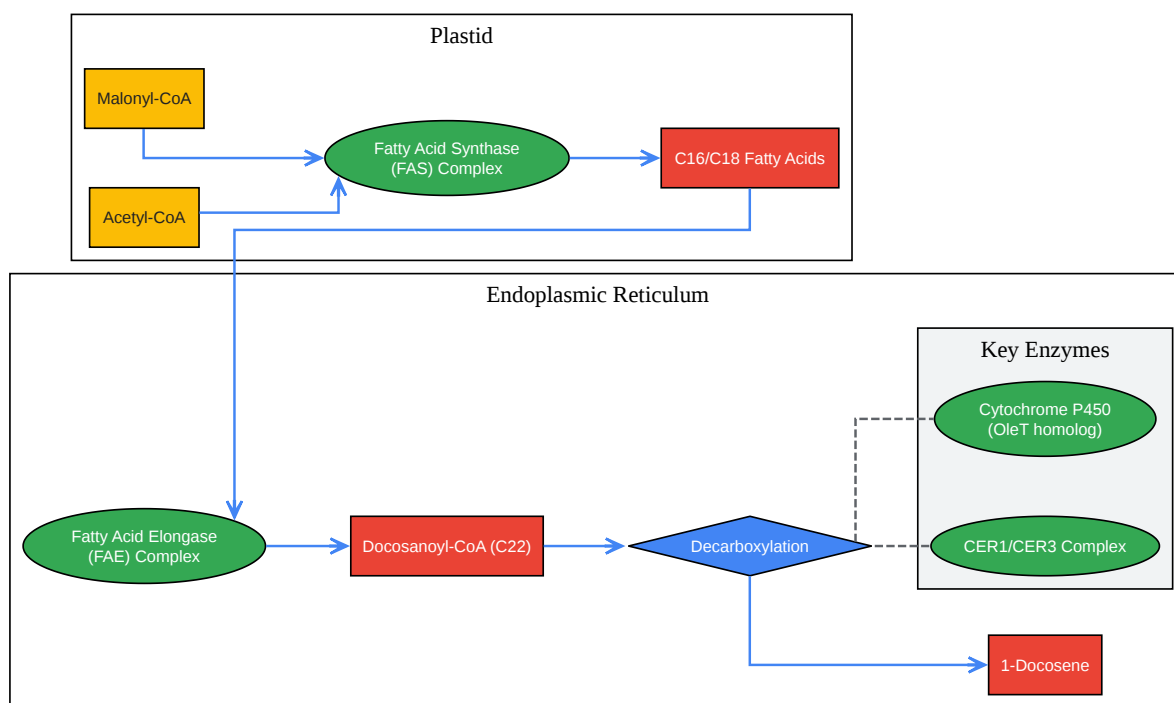 Plastid
Malonyl-CoA
Fatty Acid Synthase
(FAS) Complex
C16/C18 Fatty Acids
Acetyl-CoA
Endoplasmic Reticulum
Key Enzymes
Cytochrome P450
(OleT homolog)
Fatty Acid Elongase
(FAE) Complex
Docosanoyl-CoA (C22)
Decarboxylation
CER1/CER3 Complex
1-Docosene